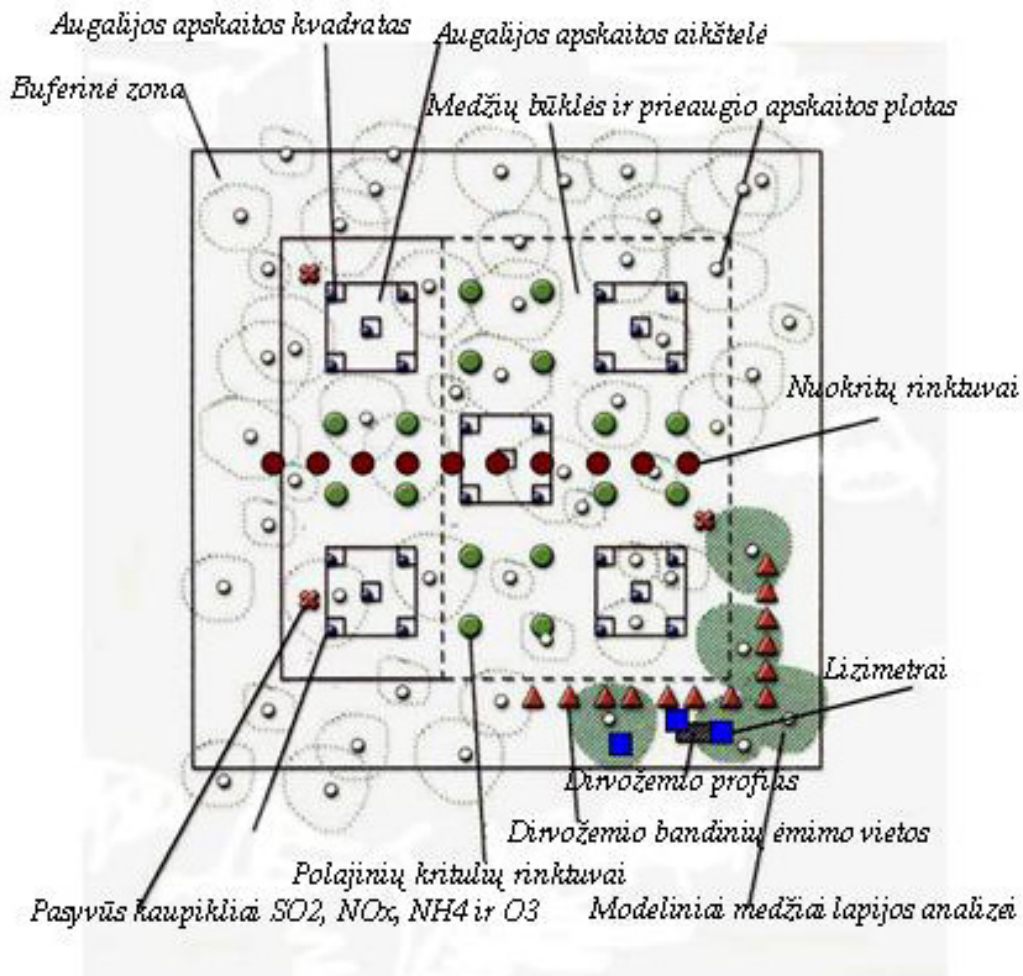 Augalijos apskaitos kvadratas
Augalijos apskaitos aikštelė
Buferinė zona
Medžių būklės ir prieaugio apskaitos plotas
Nuokritų rinktuvai
Lizimetrai
Dirvožemio profilis
Dirvožemio bandinių ėmimo vietos
Polajinių kritulių rinktuvai
Pasyvūs kaupikliai SO2, NOx, NH4 ir O3
Modeliniai medžiai lapijos analizei